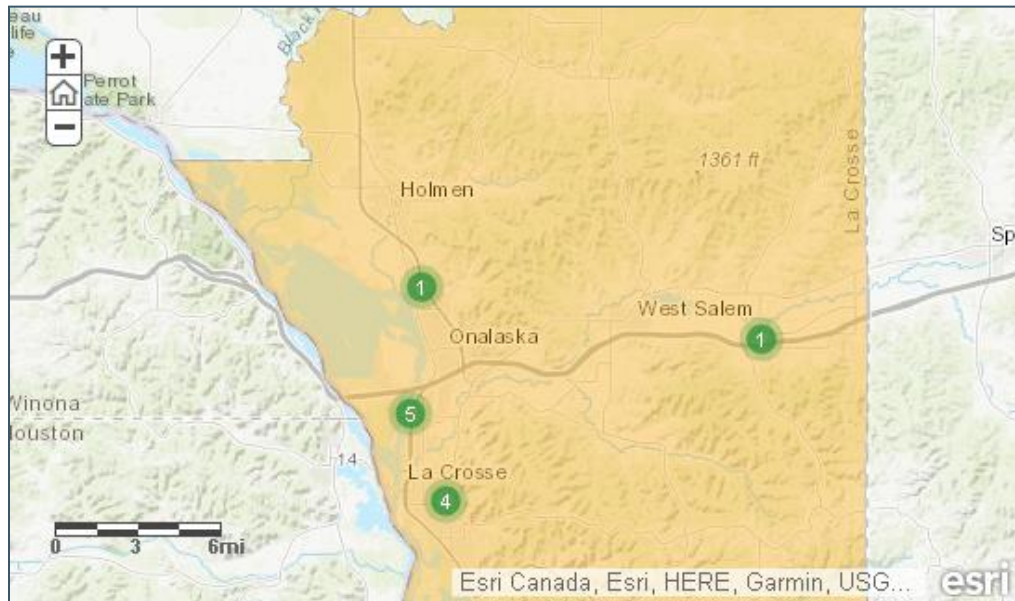 eau
life
Black
+
Perrot
ate Park
−
La Crosse
1361 ft
Holmen
Sp
1
West Salem
Onalaska
1
Winona
Houston
5
14
La Crosse
4
0 3 6mi
Esri Canada, Esri, HERE, Garmin, USG...
esri